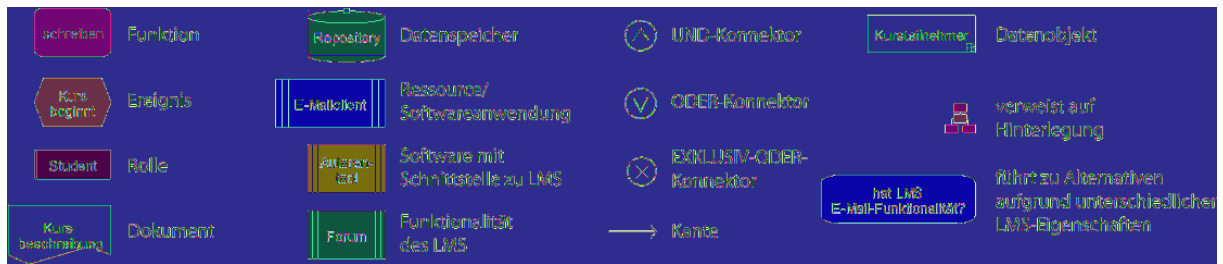 schreiben
Funktion
Kurs
beginnt
Ereignis
Student
Rolle
Kurs
beschreibung
Dokument
Repository
Datenspeicher
E-Mailclient
Ressource/
Softwareanwendung
Autoren-
tool
Software mit
Schnittstelle zu LMS
Forum
Funktionalität
des LMS
UND-Konnektor
ODER-Konnektor
EXKLUSIV-ODER-
Konnektor
Kante
Kursteilnehmer
Datenobjekt
verweist auf
Hinterlegung
hat LMS
E-Mail-Funktionalität?
führt zu Alternativen
aufgrund unterschiedlicher
LMS-Eigenschaften